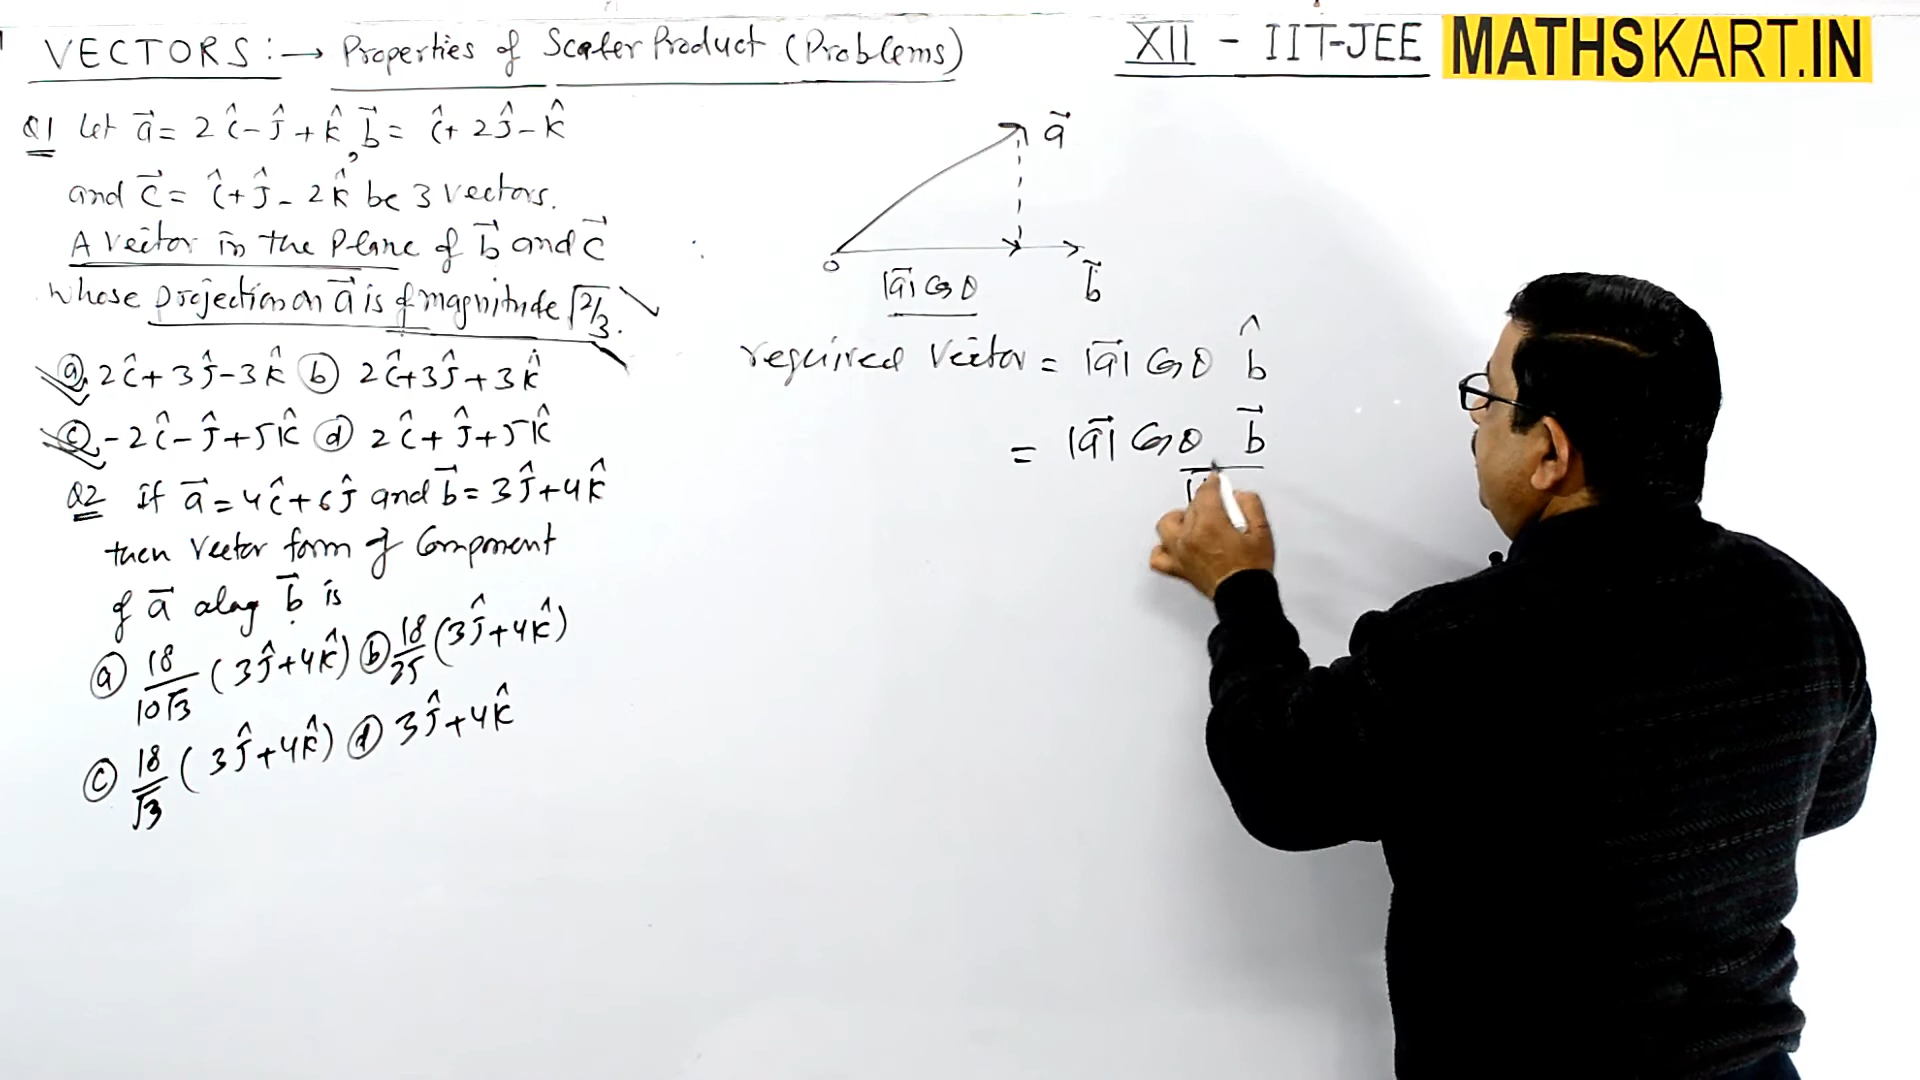 VECTORS :→ Properties of Scaler Product (Problems)
XII - IIT-JEE MATHSKART.IN
Q1 Let a⃗ = 2î - ĵ + k̂, b⃗ = î + 2ĵ - k̂
and c⃗ = î + ĵ - 2k̂ be 3 vectors.
A vector in the plane of b⃗ and c⃗
whose projection on a⃗ is of magnitude √2/3.
(a) 2î + 3ĵ - 3k̂ (b) 2î + 3ĵ + 3k̂
(c) -2î - ĵ + 5k̂ (d) 2î + ĵ + 5k̂
Q2 if a⃗ = 4î + 6ĵ and b⃗ = 3ĵ + 4k̂
then vector form of component
of a⃗ along b⃗ is
(a) 18/10√3 (3ĵ + 4k̂) (b) 18/25 (3ĵ + 4k̂)
(c) 18/√3 (3ĵ + 4k̂) (d) 3ĵ + 4k̂
a⃗
O
|a⃗| cos θ
b⃗
required vector = |a⃗| cos θ b̂
= |a⃗| cos θ b⃗